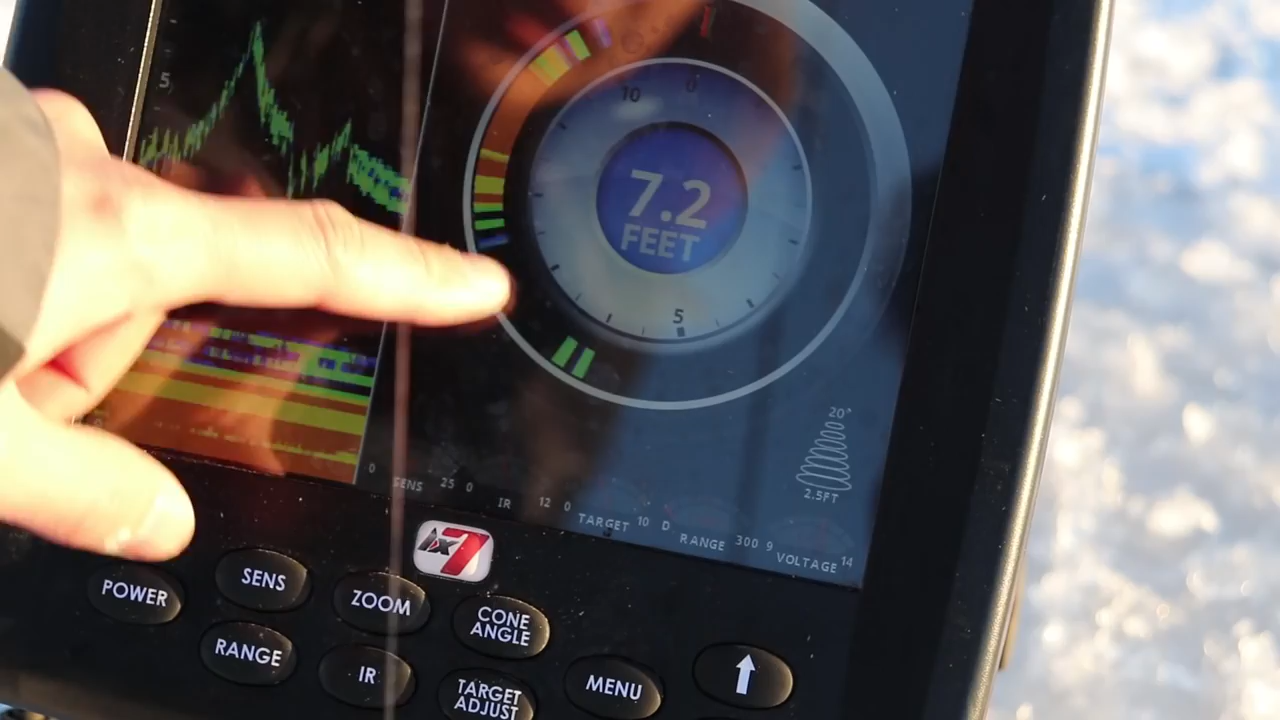 5
10
0
7.2
FEET
5
20°
2.5FT
0
SENS 25 0 IR 12 0 TARGET 10 D RANGE 300 9 VOLTAGE 14
ix7
POWER
SENS
ZOOM
CONE
ANGLE
RANGE
IR
TARGET
ADJUST
MENU